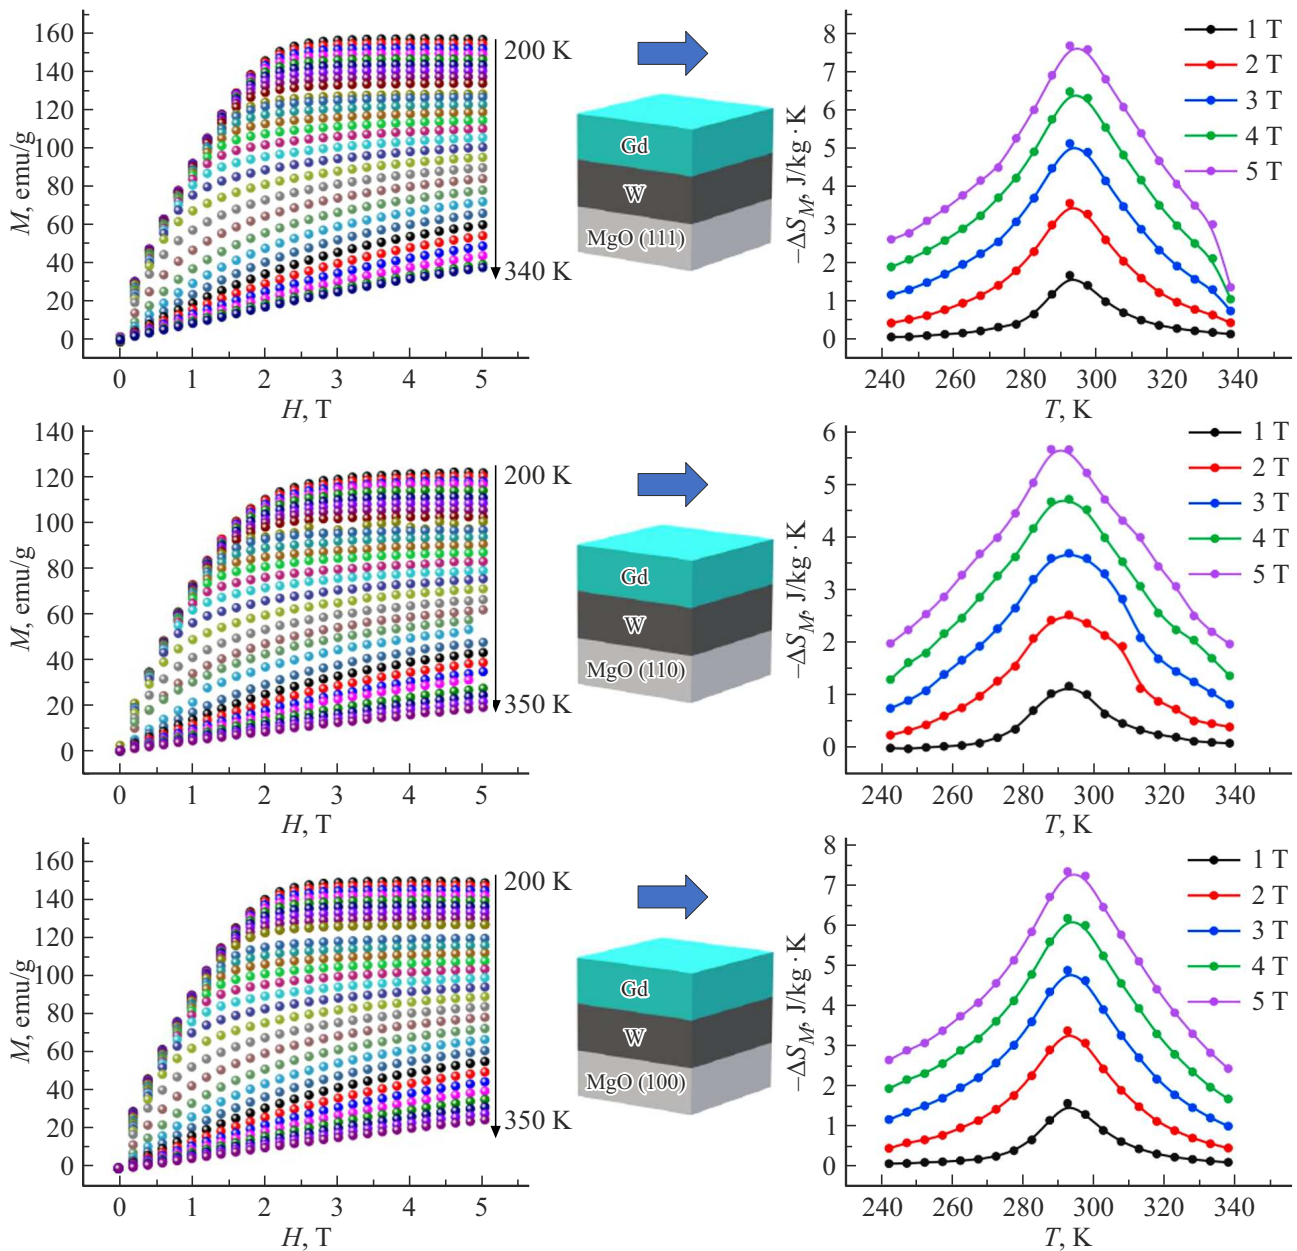 160
140
120
100
80
60
40
20
0
M, emu/g
0 1 2 3 4 5
H, T
200 K
340 K
Gd
W
MgO (111)
8
7
6
5
4
3
2
1
0
−ΔS_M, J/kg · K
240 260 280 300 320 340
T, K
1 T
2 T
3 T
4 T
5 T
140
120
100
80
60
40
20
0
M, emu/g
0 1 2 3 4 5
H, T
200 K
350 K
Gd
W
MgO (110)
6
5
4
3
2
1
0
−ΔS_M, J/kg · K
240 260 280 300 320 340
T, K
1 T
2 T
3 T
4 T
5 T
160
140
120
100
80
60
40
20
0
M, emu/g
0 1 2 3 4 5
H, T
200 K
350 K
Gd
W
MgO (100)
8
7
6
5
4
3
2
1
0
−ΔS_M, J/kg · K
240 260 280 300 320 340
T, K
1 T
2 T
3 T
4 T
5 T